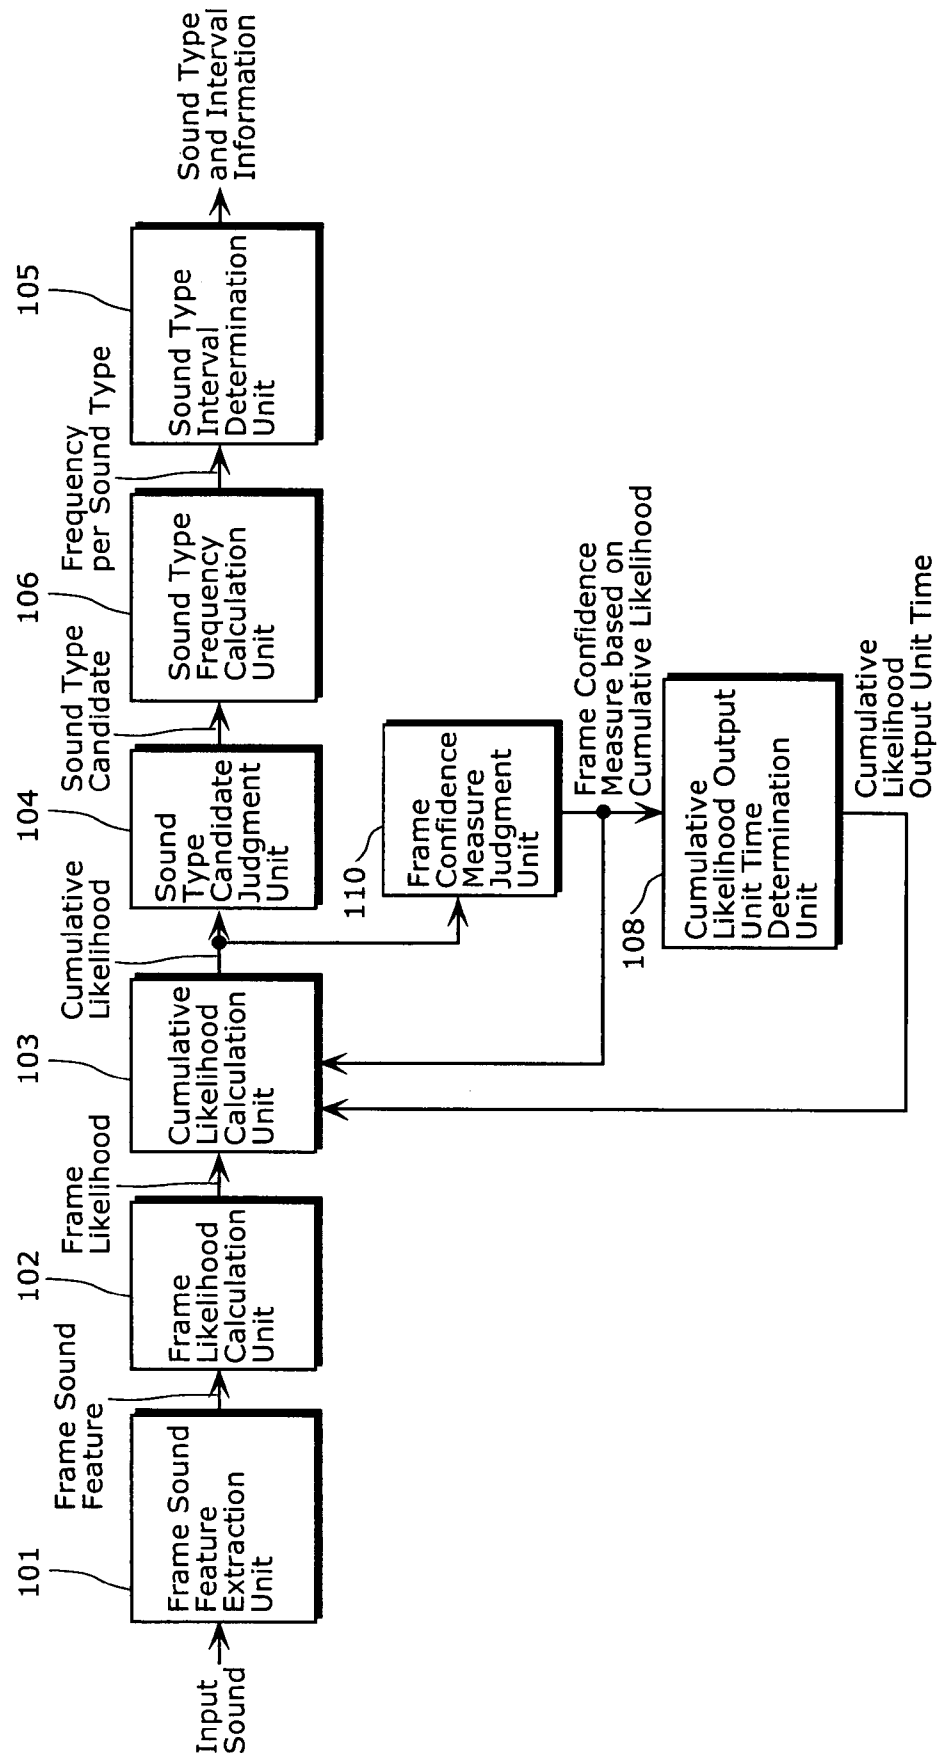 Input
Sound
101
Frame Sound
Feature
Extraction
Unit
Frame Sound
Feature
102
Frame
Likelihood
Calculation
Unit
Frame
Likelihood
103
Cumulative
Likelihood
Calculation
Unit
Cumulative
Likelihood
104
Sound
Type
Candidate
Judgment
Unit
Sound Type
Candidate
106
Sound Type
Frequency
Calculation
Unit
Frequency
per Sound Type
105
Sound Type
Interval
Determination
Unit
Sound Type
and Interval
Information
110
Frame
Confidence
Measure
Judgment
Unit
Frame Confidence
Measure based on
Cumulative Likelihood
108
Cumulative
Likelihood Output
Unit Time
Determination
Unit
Cumulative
Likelihood
Output Unit Time